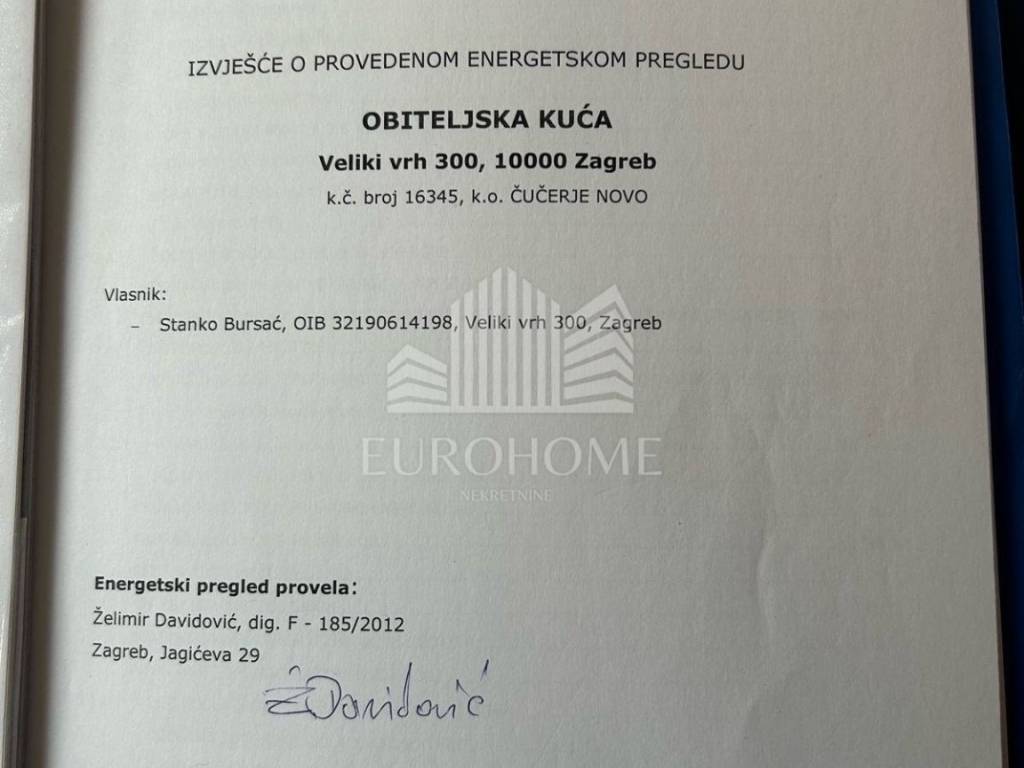 IZVJEŠĆE O PROVEDENOM ENERGETSKOM PREGLEDU
OBITELJSKA KUĆA
Veliki vrh 300, 10000 Zagreb
k.č. broj 16345, k.o. ČUČERJE NOVO
Vlasnik:
– Stanko Bursać, OIB 32190614198, Veliki vrh 300, Zagreb
EUROHOME
NEKRETNINE
Energetski pregled provela:
Želimir Davidović, dig. F - 185/2012
Zagreb, Jagićeva 29
ŽDavidović